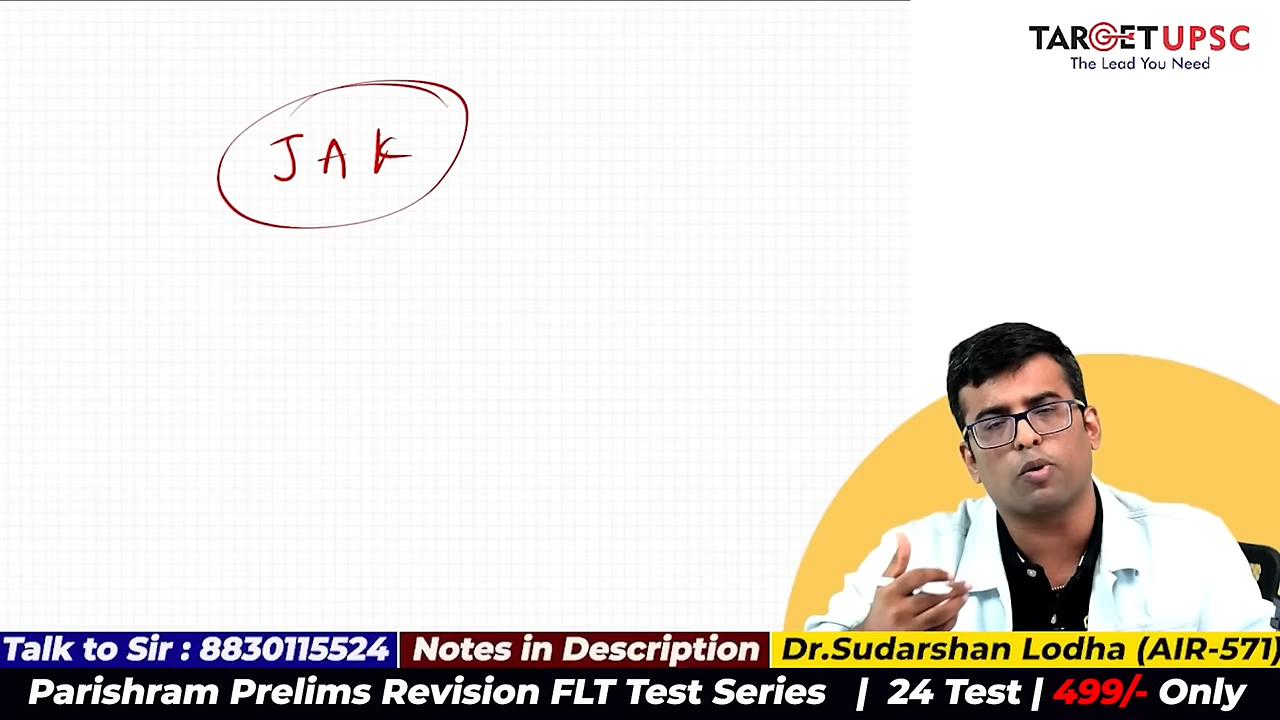 TARGETUPSC
The Lead You Need
JAK
Talk to Sir : 8830115524
Notes in Description
Dr.Sudarshan Lodha (AIR-571)
Parishram Prelims Revision FLT Test Series | 24 Test | 499/- Only